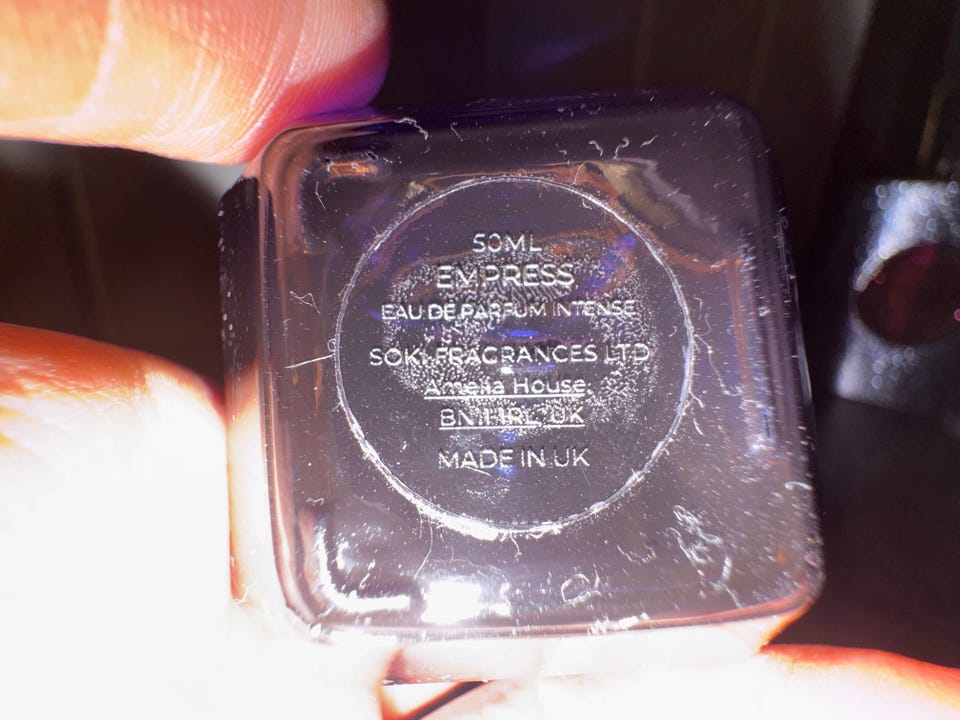 50ML
EMPRESS
EAU DE PARFUM INTENSE
SOKI FRAGRANCES LTD
Amelia House
BN11 1RL UK
MADE IN UK